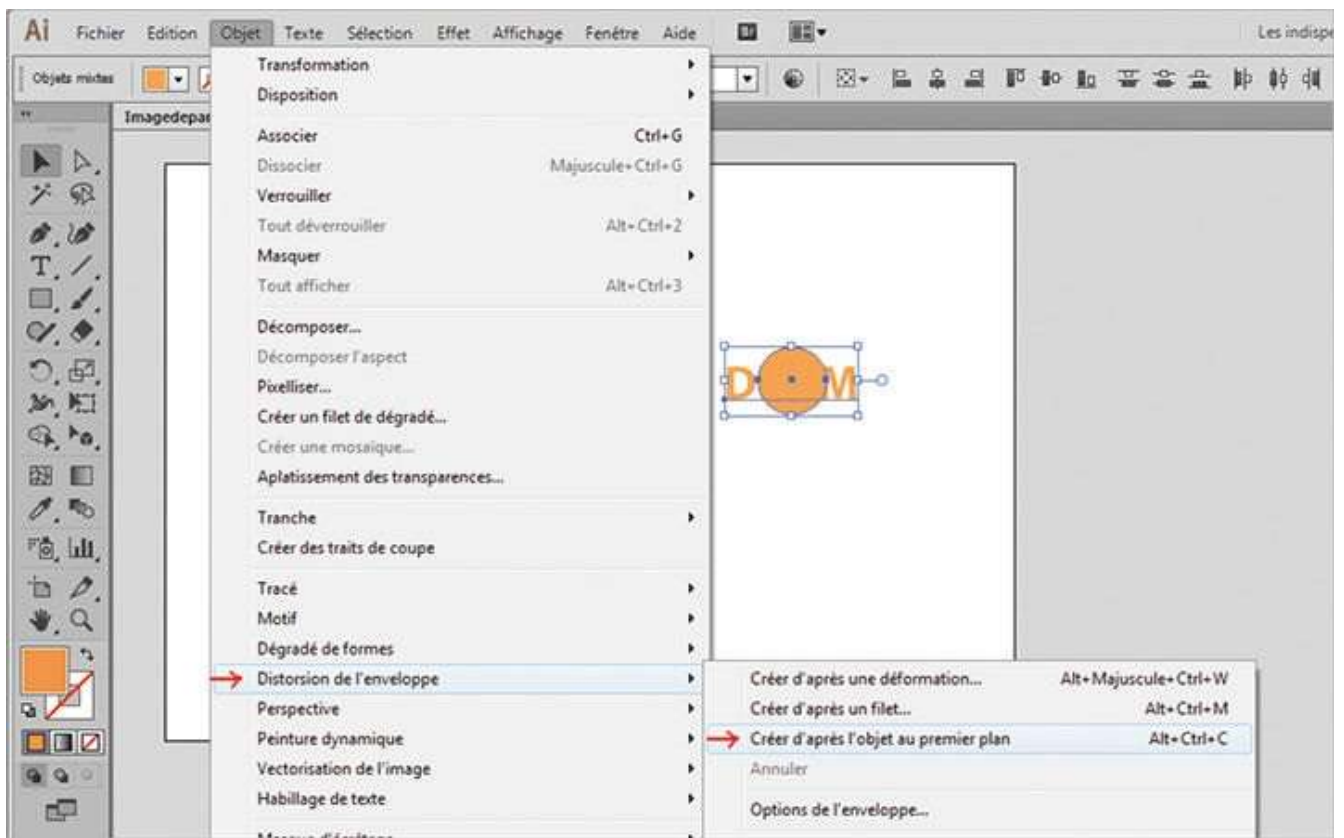 Ai Fichier Edition Objet Texte Sélection Effet Affichage Fenêtre Aide Br Les indispe
Objets mixtes
Imagedepar
Transformation
Disposition
Associer Ctrl+G
Dissocier Majuscule+Ctrl+G
Verrouiller
Tout déverrouiller Alt+Ctrl+2
Masquer
Tout afficher Alt+Ctrl+3
Décomposer...
Décomposer l'aspect
Pixelliser...
Créer un filet de dégradé...
Créer une mosaïque...
Aplatissement des transparences...
Tranche
Créer des traits de coupe
Tracé
Motif
Dégradé de formes
Distorsion de l'enveloppe
Perspective
Peinture dynamique
Vectorisation de l'image
Habillage de texte
D M
Créer d'après une déformation... Alt+Majuscule+Ctrl+W
Créer d'après un filet... Alt+Ctrl+M
Créer d'après l'objet au premier plan Alt+Ctrl+C
Annuler
Options de l'enveloppe...